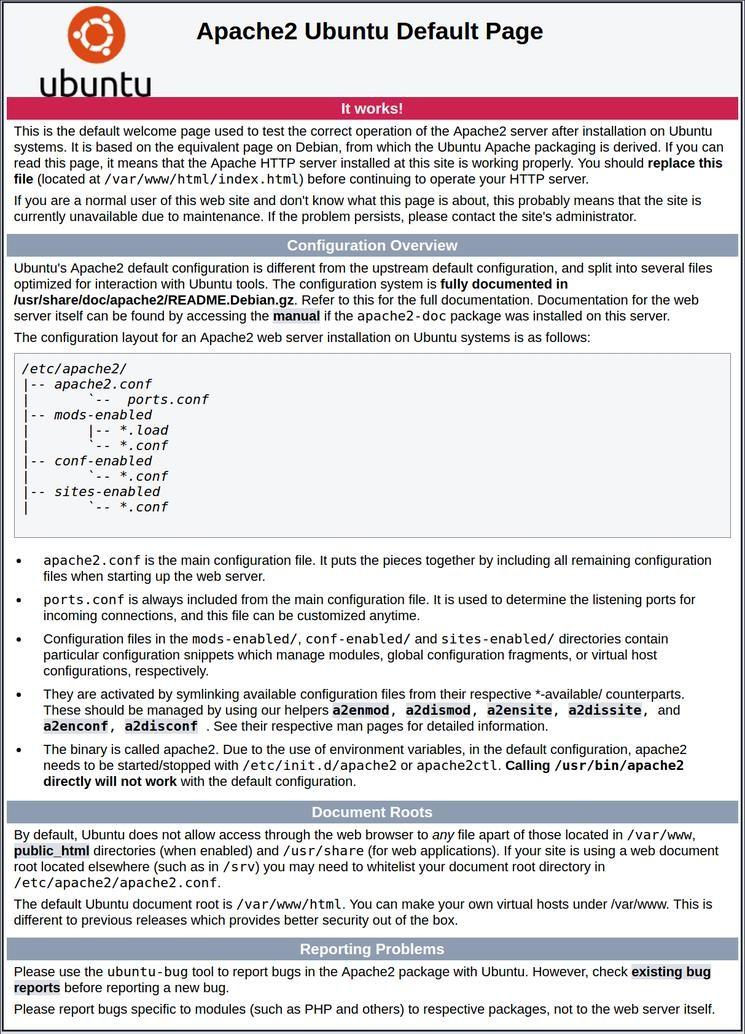 ubuntu
Apache2 Ubuntu Default Page
It works!
This is the default welcome page used to test the correct operation of the Apache2 server after installation on Ubuntu
systems. It is based on the equivalent page on Debian, from which the Ubuntu Apache packaging is derived. If you can
read this page, it means that the Apache HTTP server installed at this site is working properly. You should replace this
file (located at /var/www/html/index.html) before continuing to operate your HTTP server.
If you are a normal user of this web site and don't know what this page is about, this probably means that the site is
currently unavailable due to maintenance. If the problem persists, please contact the site's administrator.
Configuration Overview
Ubuntu's Apache2 default configuration is different from the upstream default configuration, and split into several files
optimized for interaction with Ubuntu tools. The configuration system is fully documented in
/usr/share/doc/apache2/README.Debian.gz. Refer to this for the full documentation. Documentation for the web
server itself can be found by accessing the manual if the apache2-doc package was installed on this server.
The configuration layout for an Apache2 web server installation on Ubuntu systems is as follows:
/etc/apache2/
|-- apache2.conf
|       `--  ports.conf
|-- mods-enabled
|       |-- *.load
|       `-- *.conf
|-- conf-enabled
|       `-- *.conf
|-- sites-enabled
|       `-- *.conf
• apache2.conf is the main configuration file. It puts the pieces together by including all remaining configuration
files when starting up the web server.
• ports.conf is always included from the main configuration file. It is used to determine the listening ports for
incoming connections, and this file can be customized anytime.
• Configuration files in the mods-enabled/, conf-enabled/ and sites-enabled/ directories contain
particular configuration snippets which manage modules, global configuration fragments, or virtual host
configurations, respectively.
• They are activated by symlinking available configuration files from their respective *-available/ counterparts.
These should be managed by using our helpers a2enmod, a2dismod, a2ensite, a2dissite, and
a2enconf, a2disconf . See their respective man pages for detailed information.
• The binary is called apache2. Due to the use of environment variables, in the default configuration, apache2
needs to be started/stopped with /etc/init.d/apache2 or apache2ctl. Calling /usr/bin/apache2
directly will not work with the default configuration.
Document Roots
By default, Ubuntu does not allow access through the web browser to any file apart of those located in /var/www,
public_html directories (when enabled) and /usr/share (for web applications). If your site is using a web document
root located elsewhere (such as in /srv) you may need to whitelist your document root directory in
/etc/apache2/apache2.conf.
The default Ubuntu document root is /var/www/html. You can make your own virtual hosts under /var/www. This is
different to previous releases which provides better security out of the box.
Reporting Problems
Please use the ubuntu-bug tool to report bugs in the Apache2 package with Ubuntu. However, check existing bug
reports before reporting a new bug.
Please report bugs specific to modules (such as PHP and others) to respective packages, not to the web server itself.